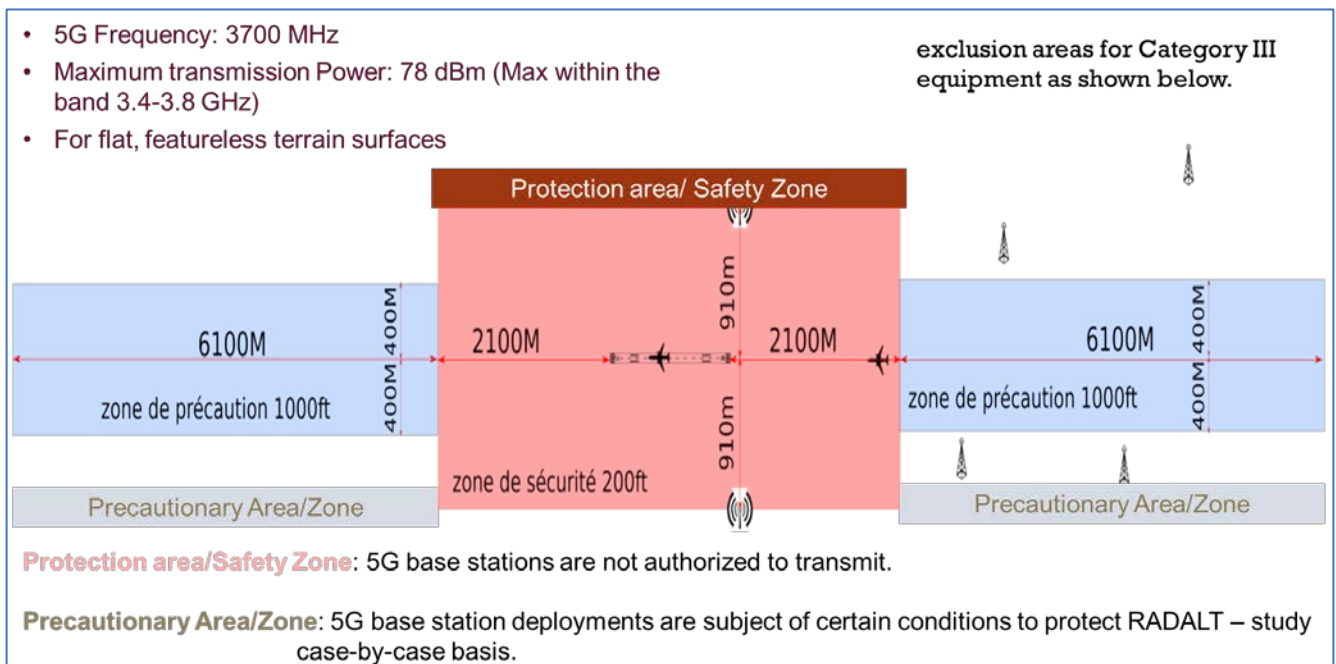 • 5G Frequency: 3700 MHz
• Maximum transmission Power: 78 dBm (Max within the
band 3.4-3.8 GHz)
• For flat, featureless terrain surfaces
exclusion areas for Category III
equipment as shown below.
Protection area/ Safety Zone
6100M
400M
400M
zone de précaution 1000ft
2100M
910m
910m
2100M
zone de sécurité 200ft
6100M
400M
400M
zone de précaution 1000ft
Precautionary Area/Zone
Precautionary Area/Zone
Protection area/Safety Zone: 5G base stations are not authorized to transmit.
Precautionary Area/Zone: 5G base station deployments are subject of certain conditions to protect RADALT – study
case-by-case basis.